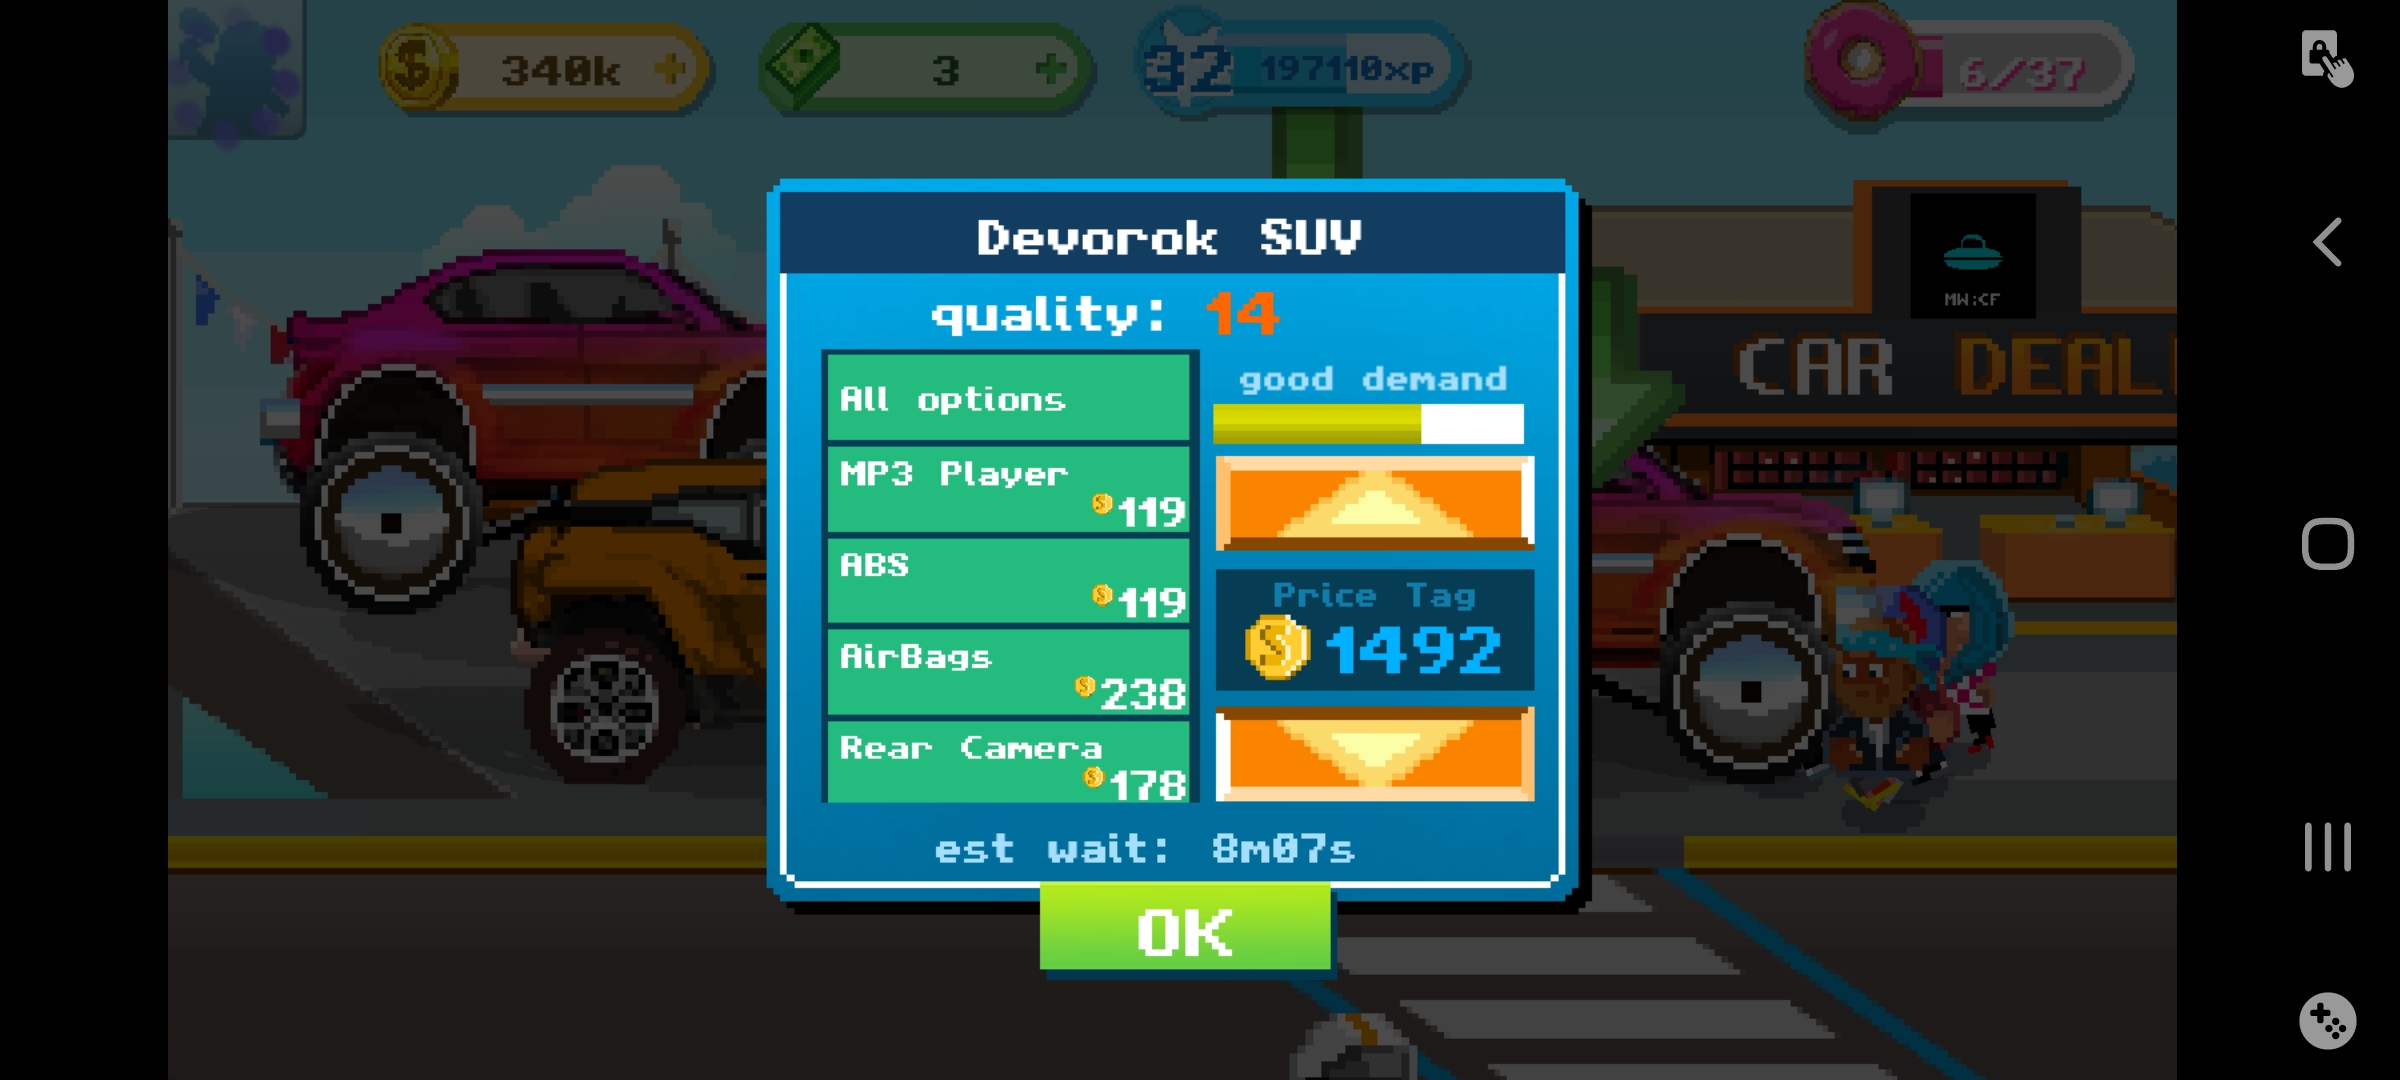 340k
3
32
197110xp
6/37
Devorok SUV
quality: 14
All options
good demand
MP3 Player
119
ABS
119
AirBags
238
Rear Camera
178
Price Tag
1492
est wait: 8m07s
OK
MW:CF
CAR DEAL